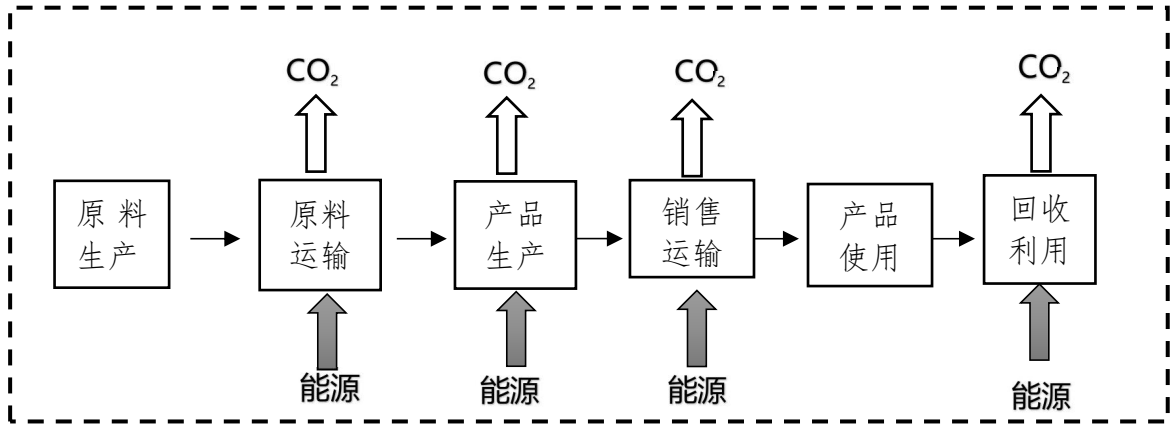 CO₂
CO₂
CO₂
CO₂
原料
生产
原料
运输
产品
生产
销售
运输
产品
使用
回收
利用
能源
能源
能源
能源